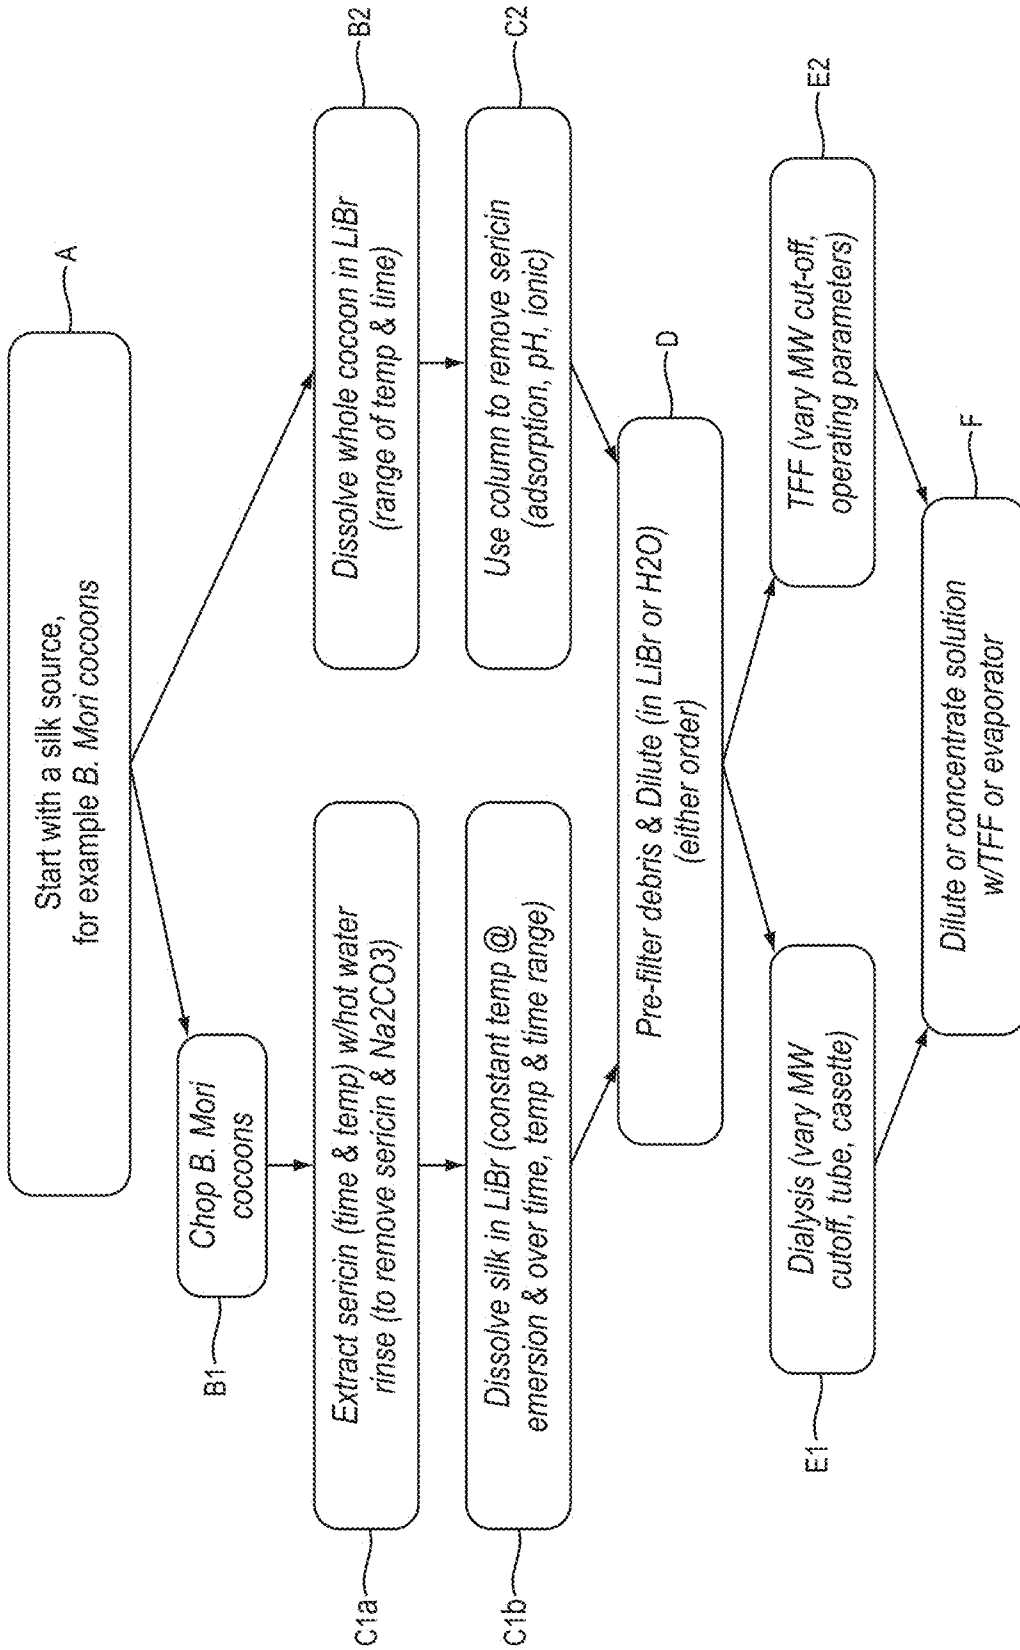 Start with a silk source,
for example B. Mori cocoons
A
B1
Chop B. Mori
cocoons
Dissolve whole cocoon in LiBr
(range of temp & time)
B2
C1a
Extract sericin (time & temp) w/hot water
rinse (to remove sericin & Na2CO3)
Use column to remove sericin
(adsorption, pH, ionic)
C2
C1b
Dissolve silk in LiBr (constant temp @
emersion & over time, temp & time range)
Pre-filter debris & Dilute (in LiBr or H2O)
(either order)
D
E1
Dialysis (vary MW
cutoff, tube, casette)
TFF (vary MW cut-off,
operating parameters)
E2
Dilute or concentrate solution
w/TFF or evaporator
F